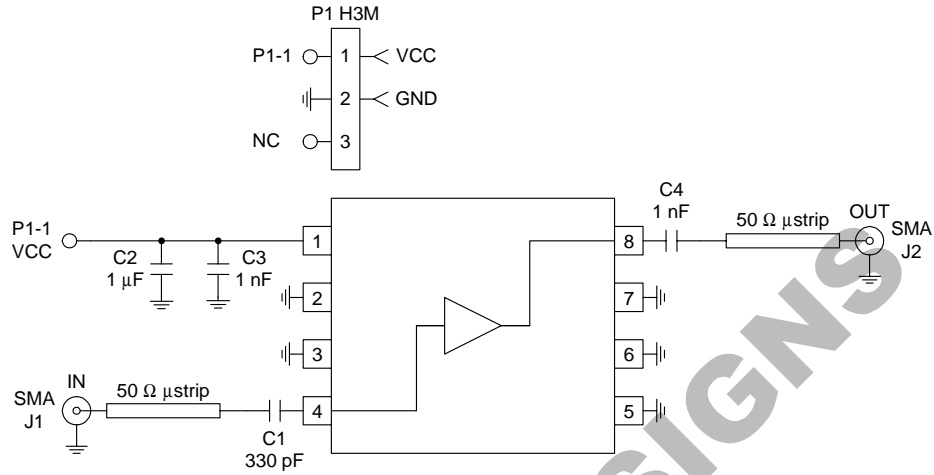 P1 H3M
P1-1 1 VCC
2 GND
NC 3
P1-1
VCC
C2
1 µF
C3
1 nF
1
2
3
4
8
7
6
5
C4
1 nF
50 Ω µstrip
OUT
SMA
J2
IN
SMA
J1
50 Ω µstrip
C1
330 pF
SIGNS